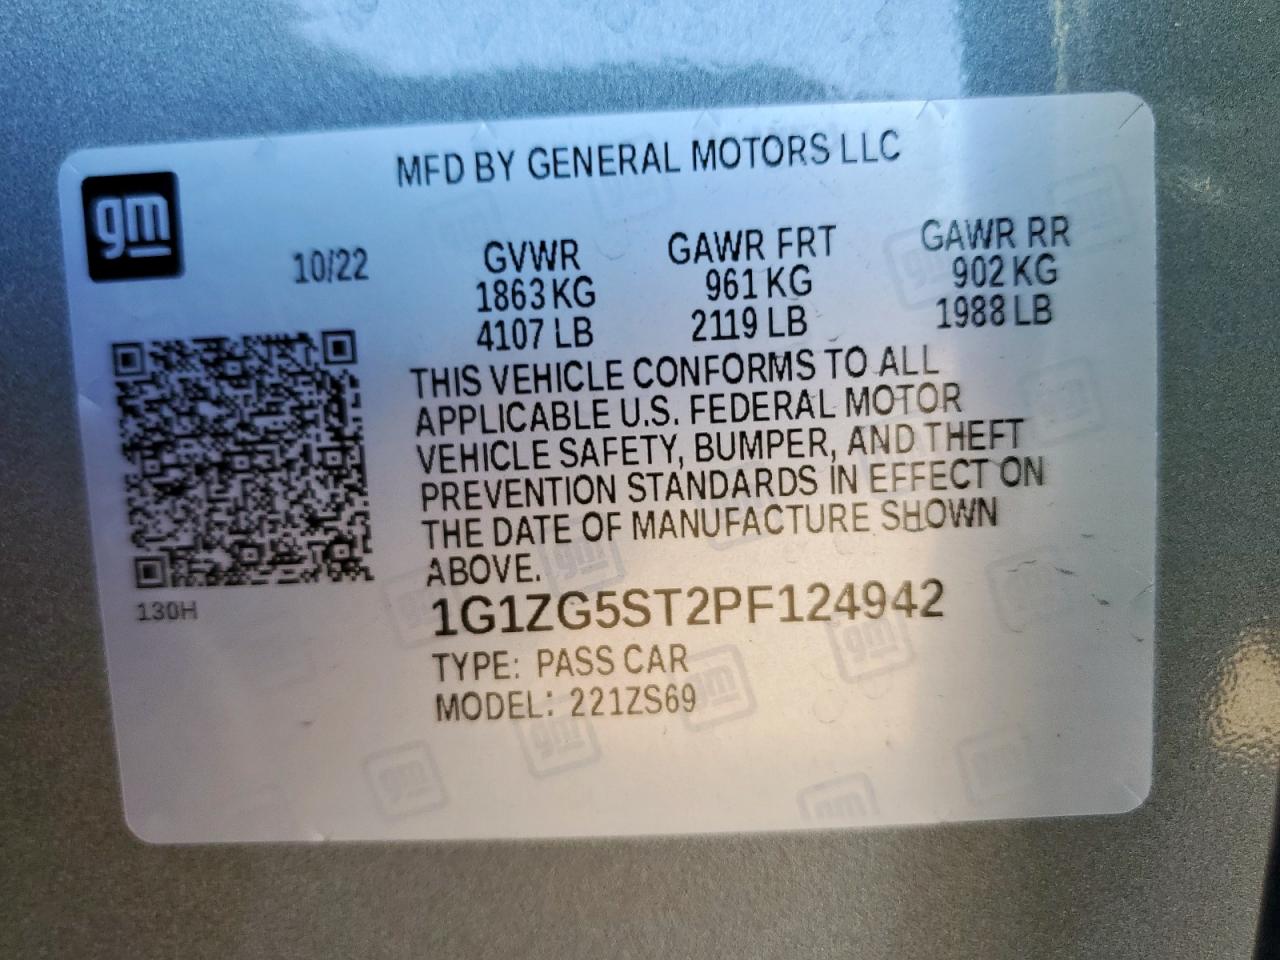 MFD BY GENERAL MOTORS LLC
gm
10/22
GVWR GAWR FRT GAWR RR
1863 KG 961 KG 902 KG
4107 LB 2119 LB 1988 LB
THIS VEHICLE CONFORMS TO ALL
APPLICABLE U.S. FEDERAL MOTOR
VEHICLE SAFETY, BUMPER, AND THEFT
PREVENTION STANDARDS IN EFFECT ON
THE DATE OF MANUFACTURE SHOWN
ABOVE.
130H
1G1ZG5ST2PF124942
TYPE: PASS CAR
MODEL: 221ZS69